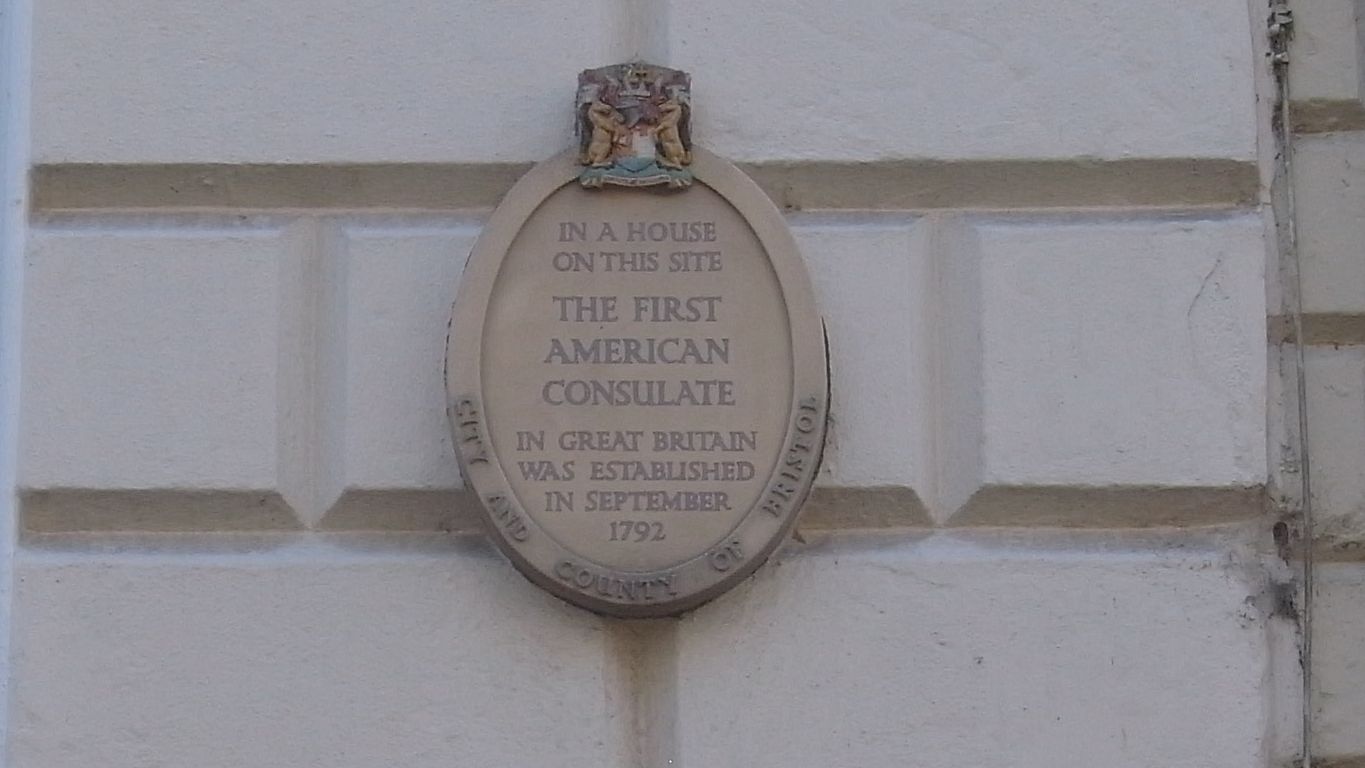 IN A HOUSE
ON THIS SITE
THE FIRST
AMERICAN
CONSULATE
IN GREAT BRITAIN
WAS ESTABLISHED
IN SEPTEMBER
1792
CITY AND COUNTY OF BRISTOL